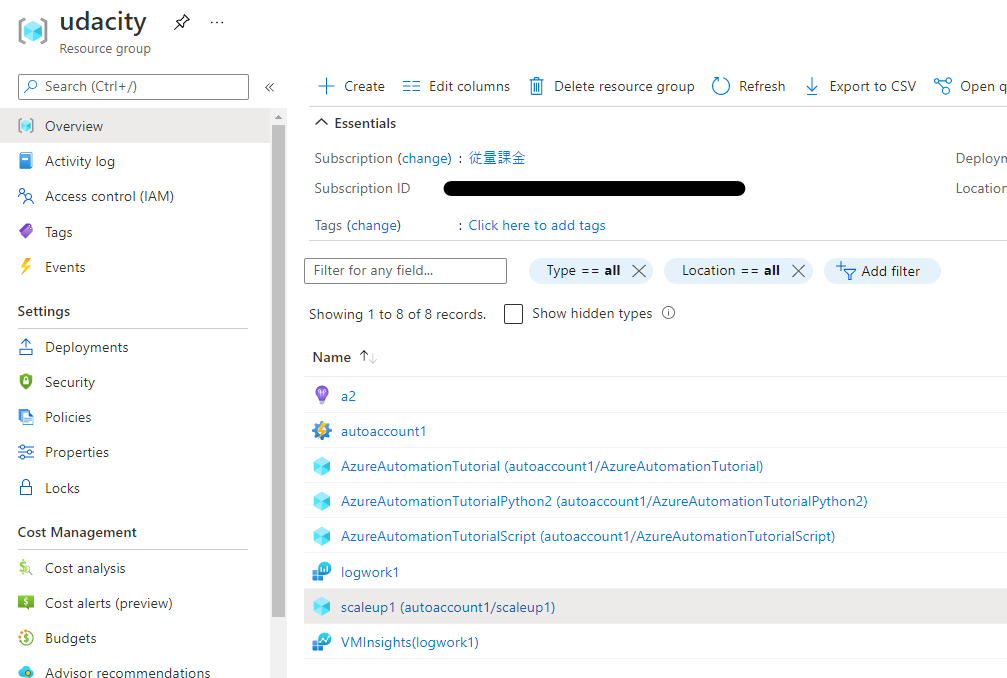 udacity
Resource group
Search (Ctrl+/)
«
Create
Edit columns
Delete resource group
Refresh
Export to CSV
Open q
Overview
Activity log
Access control (IAM)
Tags
Events
Settings
Deployments
Security
Policies
Properties
Locks
Cost Management
Cost analysis
Cost alerts (preview)
Budgets
Advisor recommendations
Essentials
Subscription (change) : 従量課金
Deployn
Subscription ID
Location
Tags (change) : Click here to add tags
Filter for any field...
Type == all
Location == all
Add filter
Showing 1 to 8 of 8 records.
Show hidden types
Name ↑↓
a2
autoaccount1
AzureAutomationTutorial (autoaccount1/AzureAutomationTutorial)
AzureAutomationTutorialPython2 (autoaccount1/AzureAutomationTutorialPython2)
AzureAutomationTutorialScript (autoaccount1/AzureAutomationTutorialScript)
logwork1
scaleup1 (autoaccount1/scaleup1)
VMInsights(logwork1)